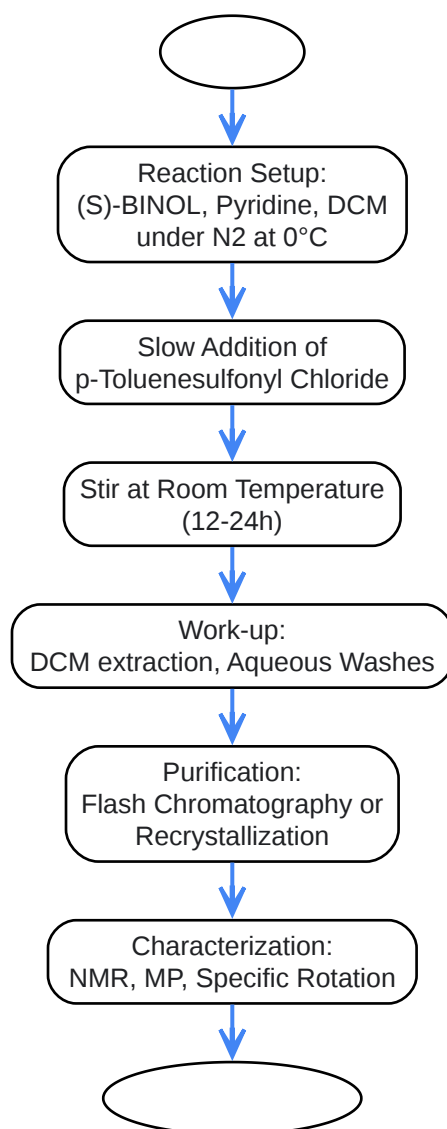 Reaction Setup:
(S)-BINOL, Pyridine, DCM
under N2 at 0°C
Slow Addition of
p-Toluenesulfonyl Chloride
Stir at Room Temperature
(12-24h)
Work-up:
DCM extraction, Aqueous Washes
Purification:
Flash Chromatography or
Recrystallization
Characterization:
NMR, MP, Specific Rotation